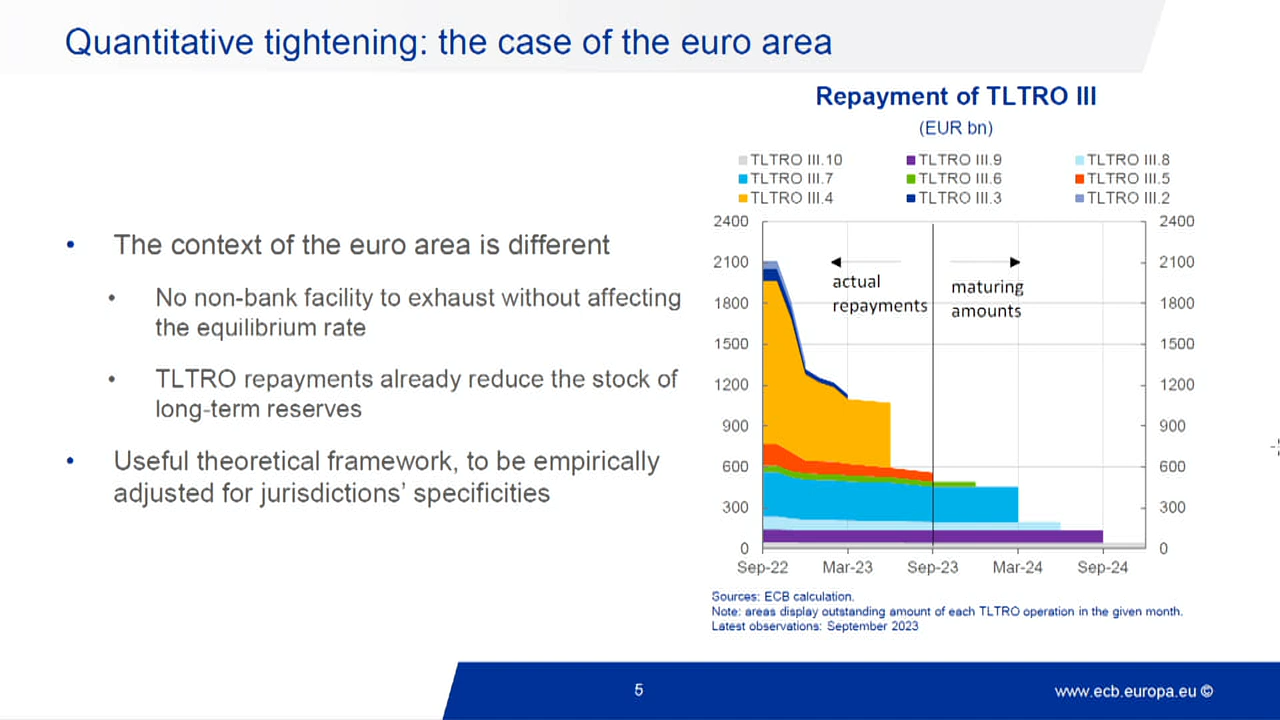 Quantitative tightening: the case of the euro area
• The context of the euro area is different
• No non-bank facility to exhaust without affecting
the equilibrium rate
• TLTRO repayments already reduce the stock of
long-term reserves
• Useful theoretical framework, to be empirically
adjusted for jurisdictions’ specificities
Repayment of TLTRO III
(EUR bn)
TLTRO III.10 TLTRO III.9 TLTRO III.8
TLTRO III.7 TLTRO III.6 TLTRO III.5
TLTRO III.4 TLTRO III.3 TLTRO III.2
2400 2400
2100 2100
actual
repayments
maturing
amounts
1800 1800
1500 1500
1200 1200
900 900
600 600
300 300
0 0
Sep-22 Mar-23 Sep-23 Mar-24 Sep-24
Sources: ECB calculation.
Note: areas display outstanding amount of each TLTRO operation in the given month.
Latest observations: September 2023
5
www.ecb.europa.eu ©